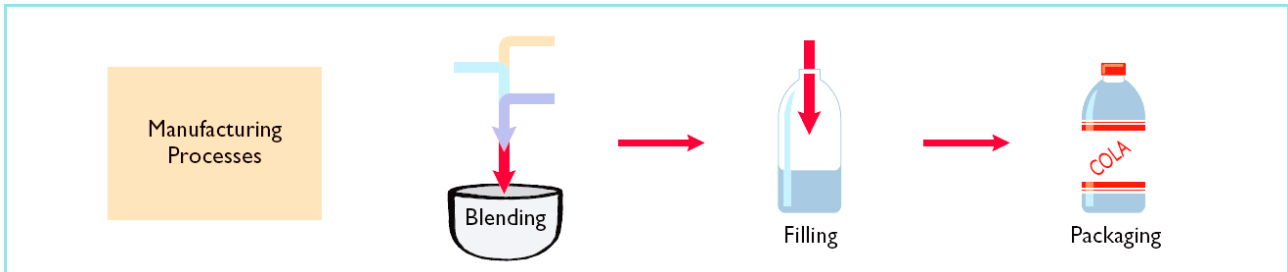 Manufacturing
Processes
Blending
Filling
COLA
Packaging